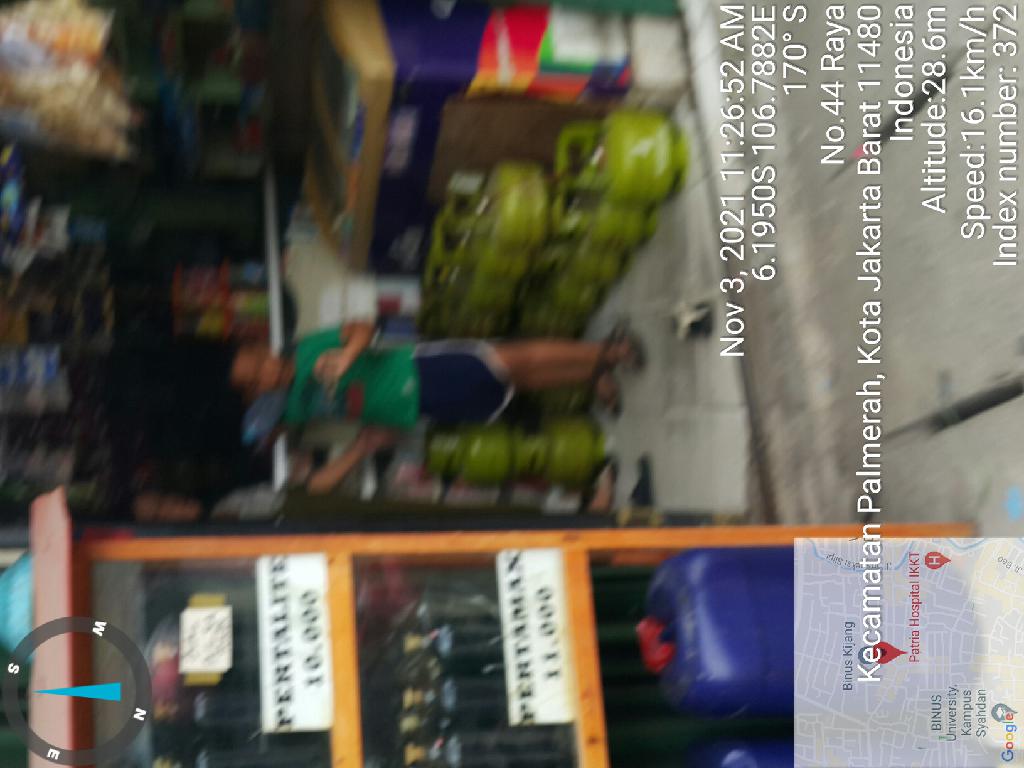 S
E
W
N
PERTALITE
10.000
PERTAMAX
11.000
Nov 3, 2021 11:26:52 AM
6.1950S 106.7882E
170° S
No.44 Raya
Kecamatan Palmerah, Kota Jakarta Barat 11480
Indonesia
Altitude:28.6m
Speed:16.1km/h
Index number: 372
Binus Kijang
Patria Hospital IKKT
H
BINUS
University,
Kampus
Syahdan
Google